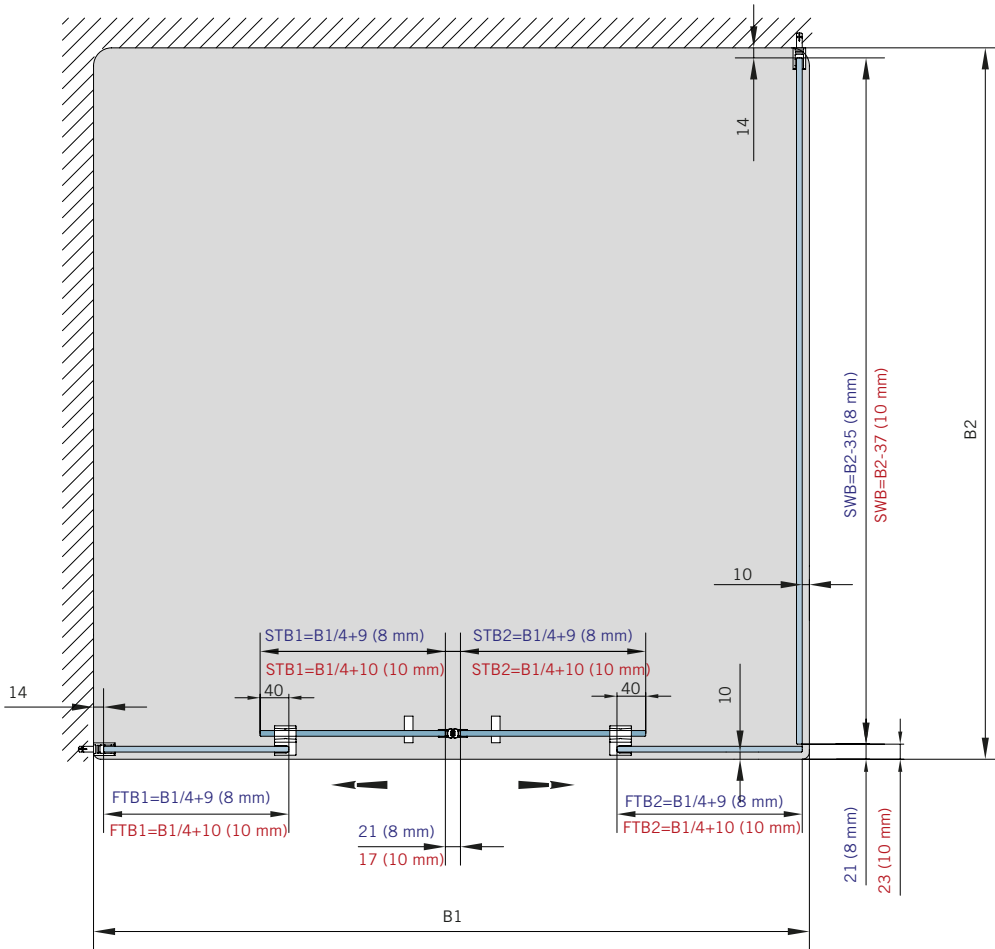 14
SWB=B2-35 (8 mm)
SWB=B2-37 (10 mm)
B2
10
STB1=B1/4+9 (8 mm)
STB2=B1/4+9 (8 mm)
STB1=B1/4+10 (10 mm)
STB2=B1/4+10 (10 mm)
14
40
40
10
FTB1=B1/4+9 (8 mm)
FTB2=B1/4+9 (8 mm)
FTB1=B1/4+10 (10 mm)
FTB2=B1/4+10 (10 mm)
21 (8 mm)
17 (10 mm)
21 (8 mm)
23 (10 mm)
B1